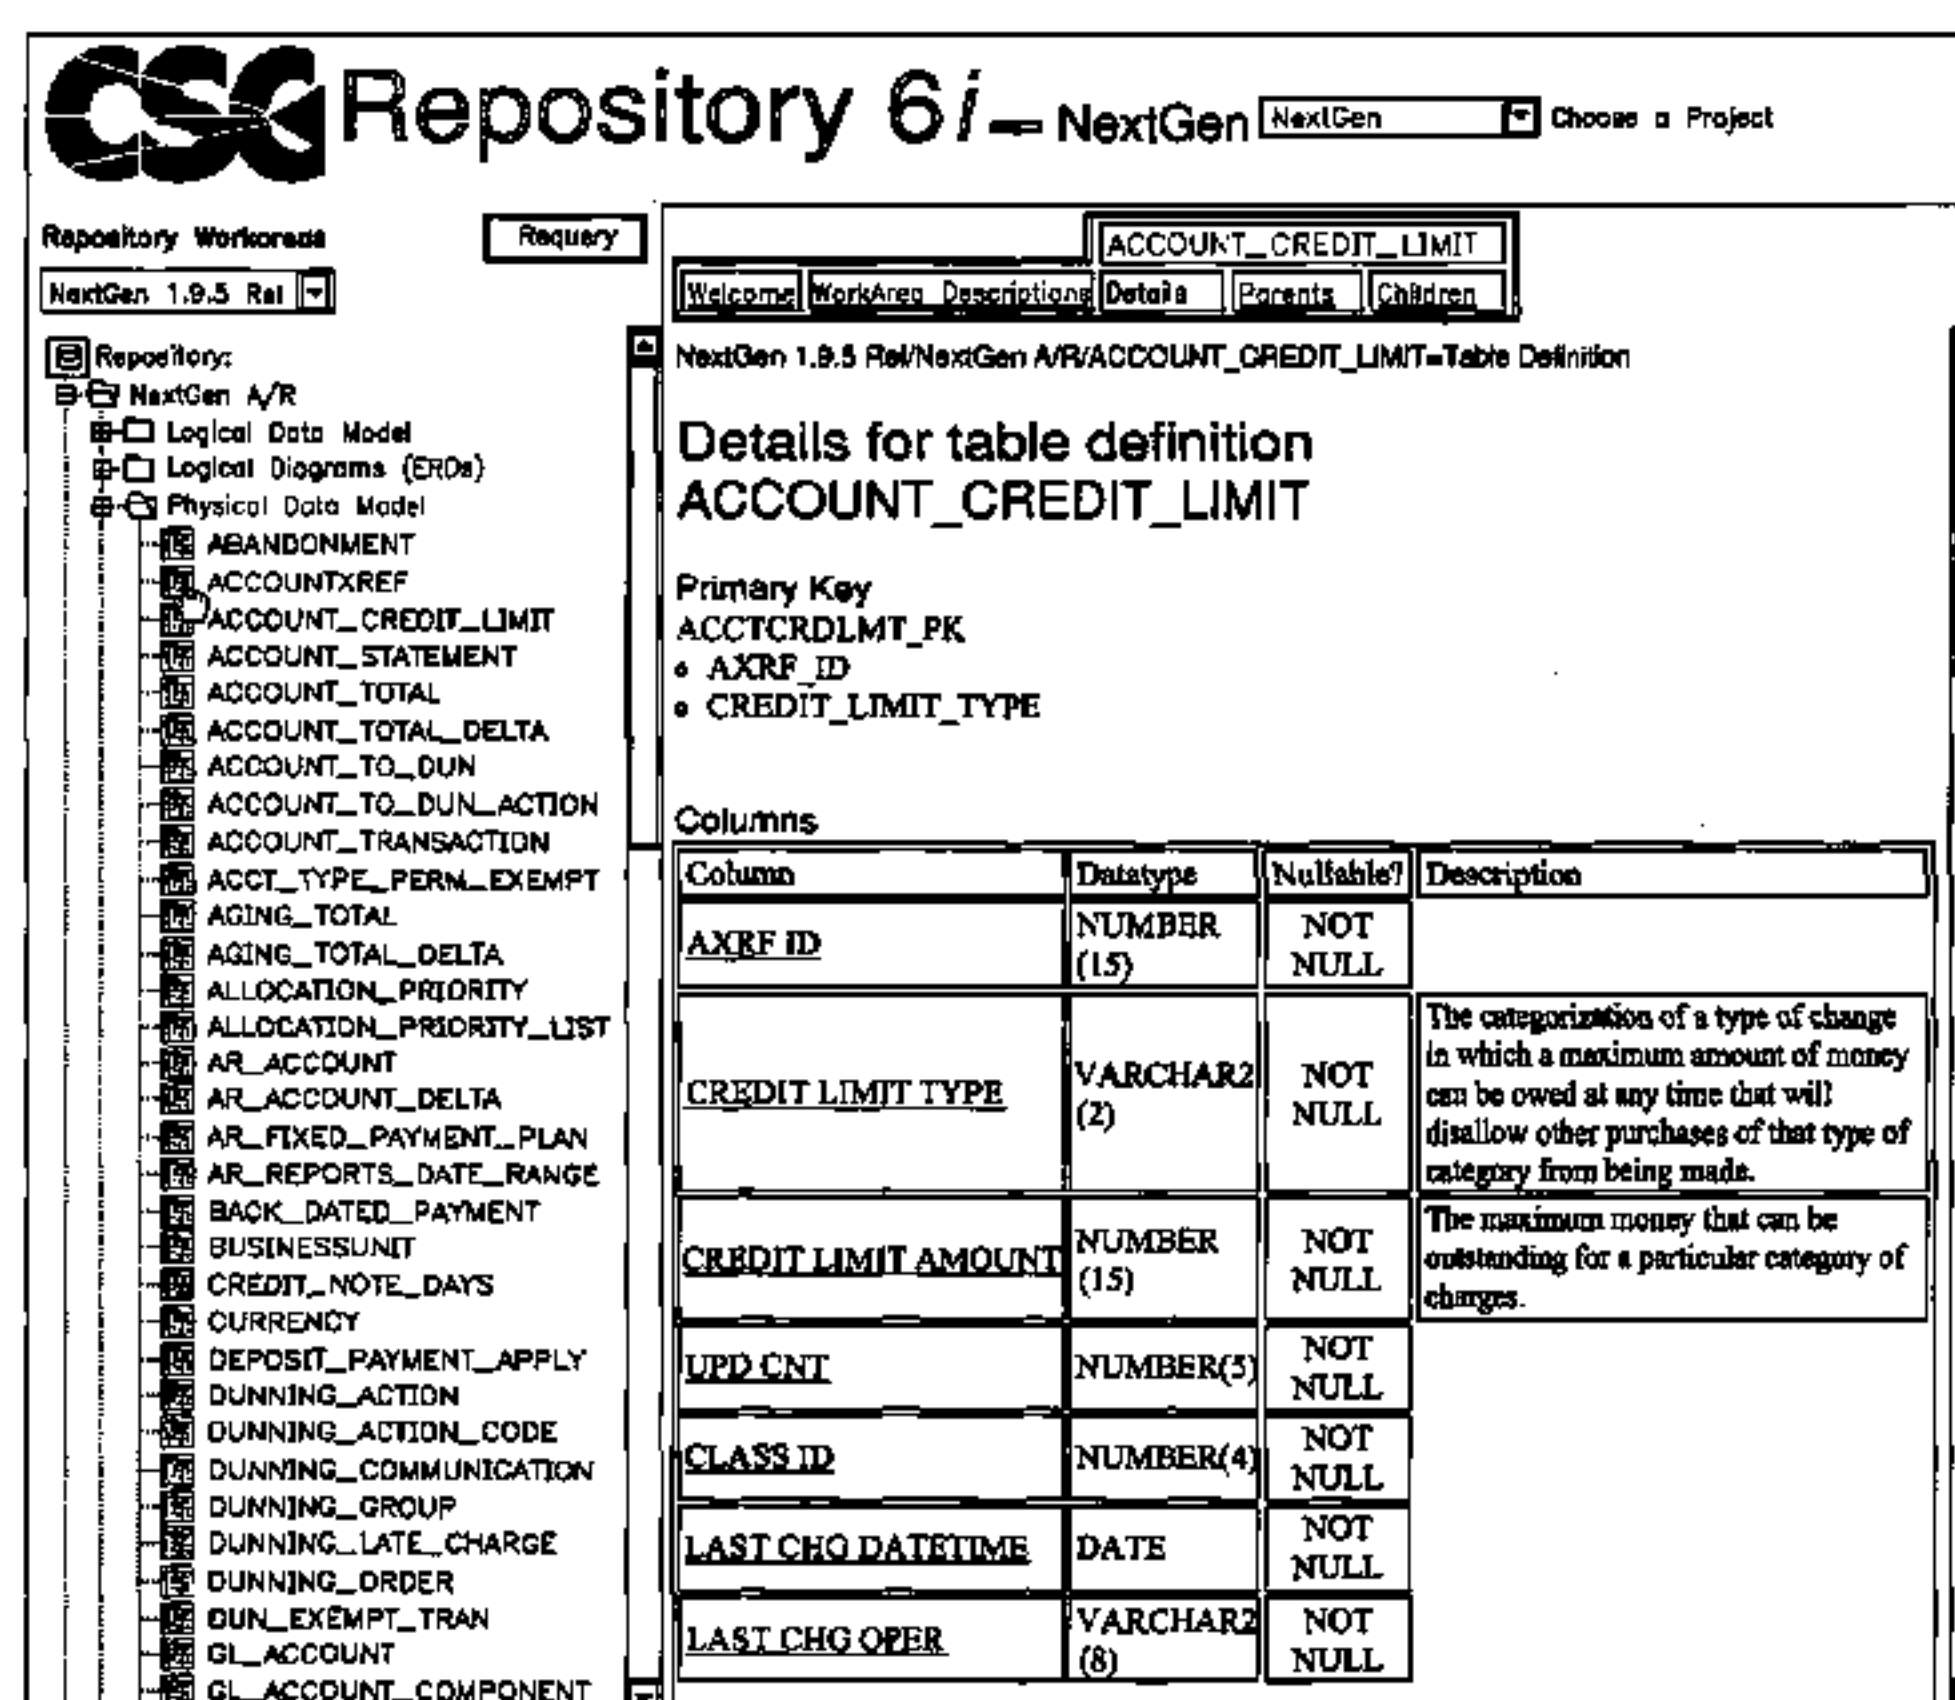 CSG Repository 6i – NextGen NextGen Choose a Project
Repository Workareas Requery
NextGen 1.9.5 Rel
Repository:
NextGen A/R
Logical Data Model
Logical Diagrams (ERDs)
Physical Data Model
ABANDONMENT
ACCOUNTXREF
ACCOUNT_CREDIT_LIMIT
ACCOUNT_STATEMENT
ACCOUNT_TOTAL
ACCOUNT_TOTAL_DELTA
ACCOUNT_TO_DUN
ACCOUNT_TO_DUN_ACTION
ACCOUNT_TRANSACTION
ACCT_TYPE_PERM_EXEMPT
AGING_TOTAL
AGING_TOTAL_DELTA
ALLOCATION_PRIORITY
ALLOCATION_PRIORITY_LIST
AR_ACCOUNT
AR_ACCOUNT_DELTA
AR_FIXED_PAYMENT_PLAN
AR_REPORTS_DATE_RANGE
BACK_DATED_PAYMENT
BUSINESSUNIT
CREDIT_NOTE_DAYS
CURRENCY
DEPOSIT_PAYMENT_APPLY
DUNNING_ACTION
DUNNING_ACTION_CODE
DUNNING_COMMUNICATION
DUNNING_GROUP
DUNNING_LATE_CHARGE
DUNNING_ORDER
DUN_EXEMPT_TRAN
GL_ACCOUNT
GL_ACCOUNT_COMPONENT
ACCOUNT_CREDIT_LIMIT
Welcome WorkArea Descriptions Details Parents Children
NextGen 1.9.5 Rel/NextGen A/R/ACCOUNT_CREDIT_LIMIT=Table Definition
Details for table definition
ACCOUNT_CREDIT_LIMIT
Primary Key
ACCTCRDLMT_PK
• AXRF_ID
• CREDIT_LIMIT_TYPE
Columns
Column Datatype Nullable? Description
AXRF ID NUMBER (15) NOT NULL
CREDIT LIMIT TYPE VARCHAR2 (2) NOT NULL
The categorization of a type of change
in which a maximum amount of money
can be owed at any time that will
disallow other purchases of that type of
category from being made.
CREDIT LIMIT AMOUNT NUMBER (15) NOT NULL
The maximum money that can be
outstanding for a particular category of
charges.
UPD CNT NUMBER(5) NOT NULL
CLASS ID NUMBER(4) NOT NULL
LAST CHG DATETIME DATE NOT NULL
LAST CHG OPER VARCHAR2 (8) NOT NULL